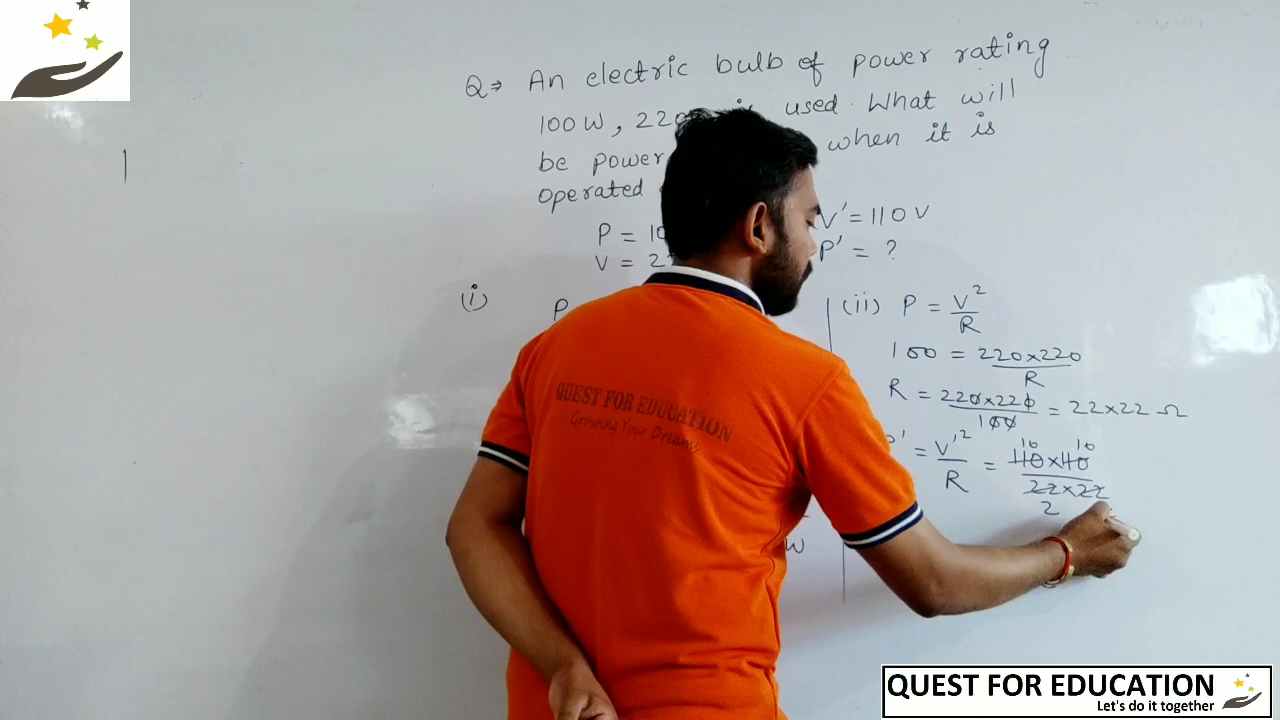 Q⇒ An electric bulb of power rating
100W, 220 used. What will
be power when it is
operated
P = 10 V' = 110 V
V = 2 P' = ?
(i) P
W
(ii) P = V²/R
100 = 220×220/R
R = 220×220/100 = 22×22 Ω
P' = V'²/R = 110×110/22×22
10 10
2
QUEST FOR EDUCATION
Growing Your Dreams
QUEST FOR EDUCATION
Let's do it together